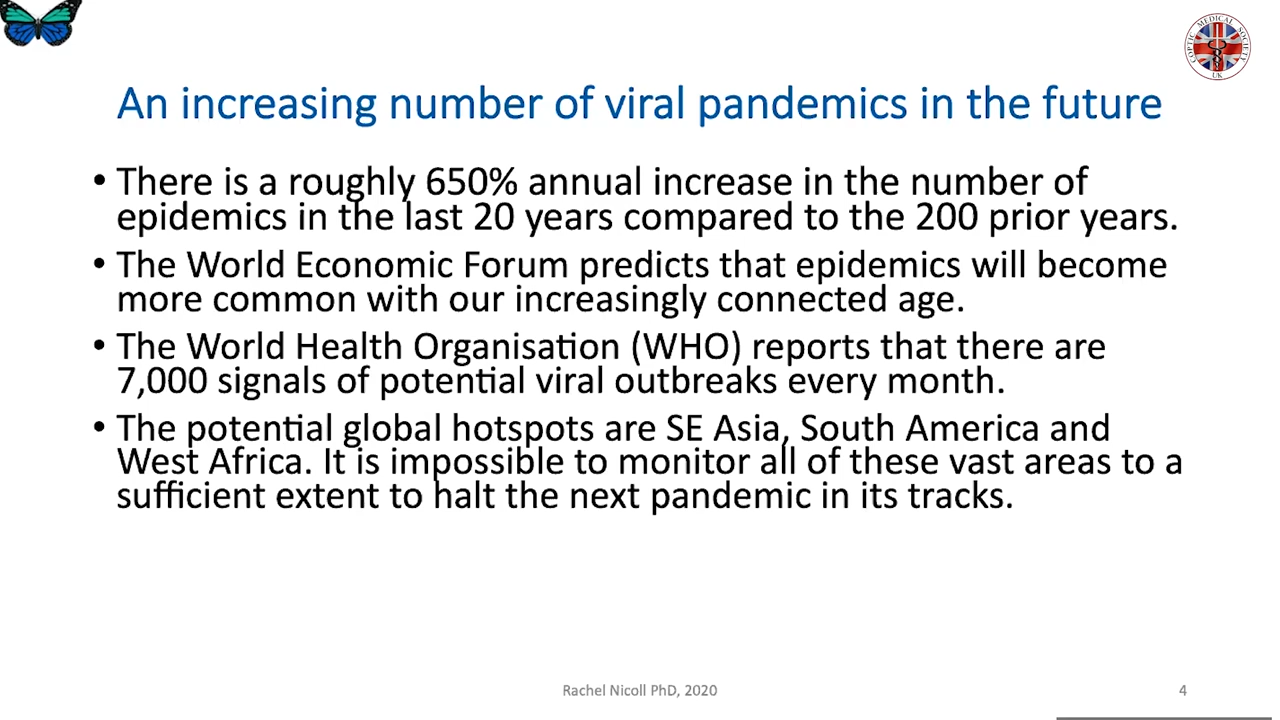 COPTIC MEDICAL SOCIETY
UK
An increasing number of viral pandemics in the future
• There is a roughly 650% annual increase in the number of
epidemics in the last 20 years compared to the 200 prior years.
• The World Economic Forum predicts that epidemics will become
more common with our increasingly connected age.
• The World Health Organisation (WHO) reports that there are
7,000 signals of potential viral outbreaks every month.
• The potential global hotspots are SE Asia, South America and
West Africa. It is impossible to monitor all of these vast areas to a
sufficient extent to halt the next pandemic in its tracks.
Rachel Nicoll PhD, 2020
4